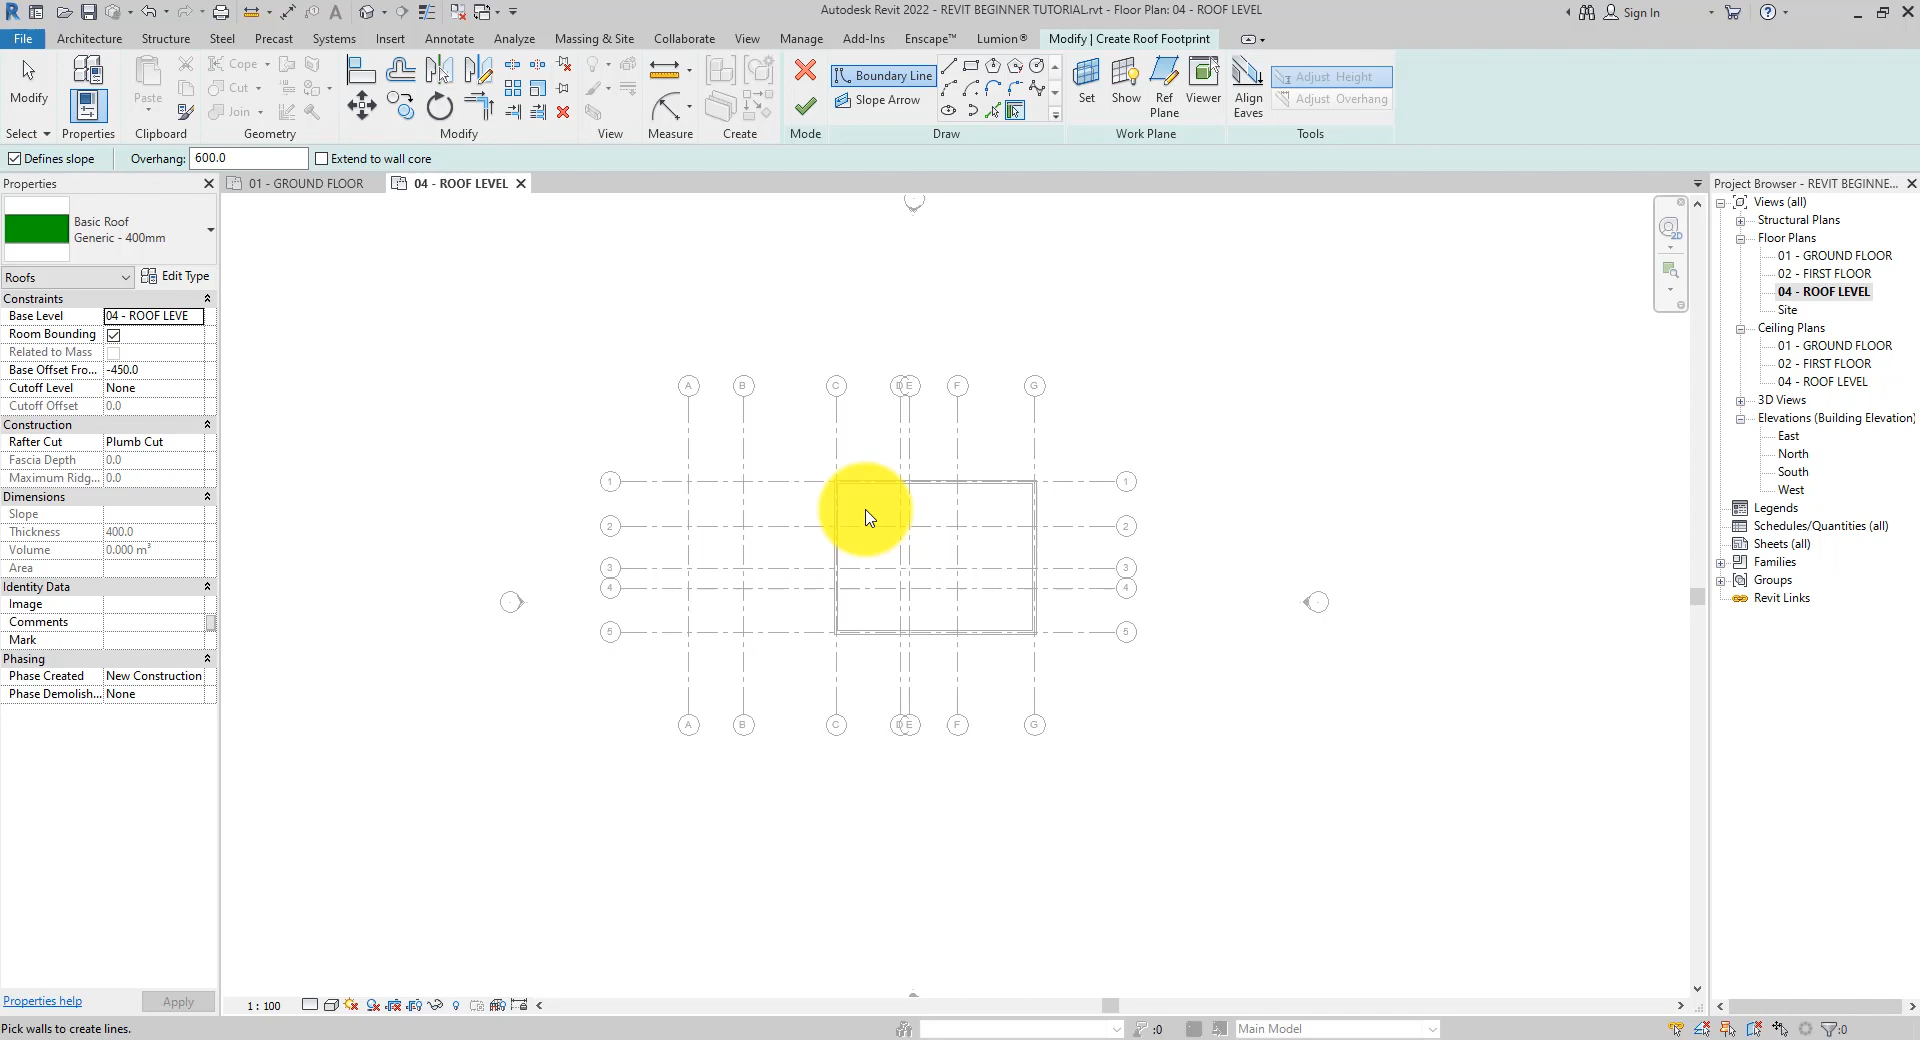 Autodesk Revit 2022 - REVIT BEGINNER TUTORIAL.rvt - Floor Plan: 04 - ROOF LEVEL
Sign In
File Architecture Structure Steel Precast Systems Insert Annotate Analyze Massing & Site Collaborate View Manage Add-Ins Enscape™ Lumion® Modify | Create Roof Footprint
Modify
Paste
Cope
Cut
Join
Boundary Line
Slope Arrow
Set
Show
Ref Plane
Viewer
Align Eaves
Adjust Height
Adjust Overhang
Select Properties Clipboard Geometry Modify View Measure Create Mode Draw Work Plane Tools
Defines slope Overhang: 600.0 Extend to wall core
Properties
01 - GROUND FLOOR
04 - ROOF LEVEL
Project Browser - REVIT BEGINNE...
Basic Roof
Generic - 400mm
Roofs Edit Type
Constraints
Base Level 04 - ROOF LEVE
Room Bounding
Related to Mass
Base Offset Fro... -450.0
Cutoff Level None
Cutoff Offset 0.0
Construction
Rafter Cut Plumb Cut
Fascia Depth 0.0
Maximum Ridg... 0.0
Dimensions
Slope
Thickness 400.0
Volume 0.000 m³
Area
Identity Data
Image
Comments
Mark
Phasing
Phase Created New Construction
Phase Demolish... None
Properties help Apply
2D
A B C D E F G
1 1
2 2
3 3
4 4
5 5
A B C D E F G
Views (all)
Structural Plans
Floor Plans
01 - GROUND FLOOR
02 - FIRST FLOOR
04 - ROOF LEVEL
Site
Ceiling Plans
01 - GROUND FLOOR
02 - FIRST FLOOR
04 - ROOF LEVEL
3D Views
Elevations (Building Elevation)
East
North
South
West
Legends
Schedules/Quantities (all)
Sheets (all)
Families
Groups
Revit Links
1 : 100
Pick walls to create lines.
:0
Main Model
:0